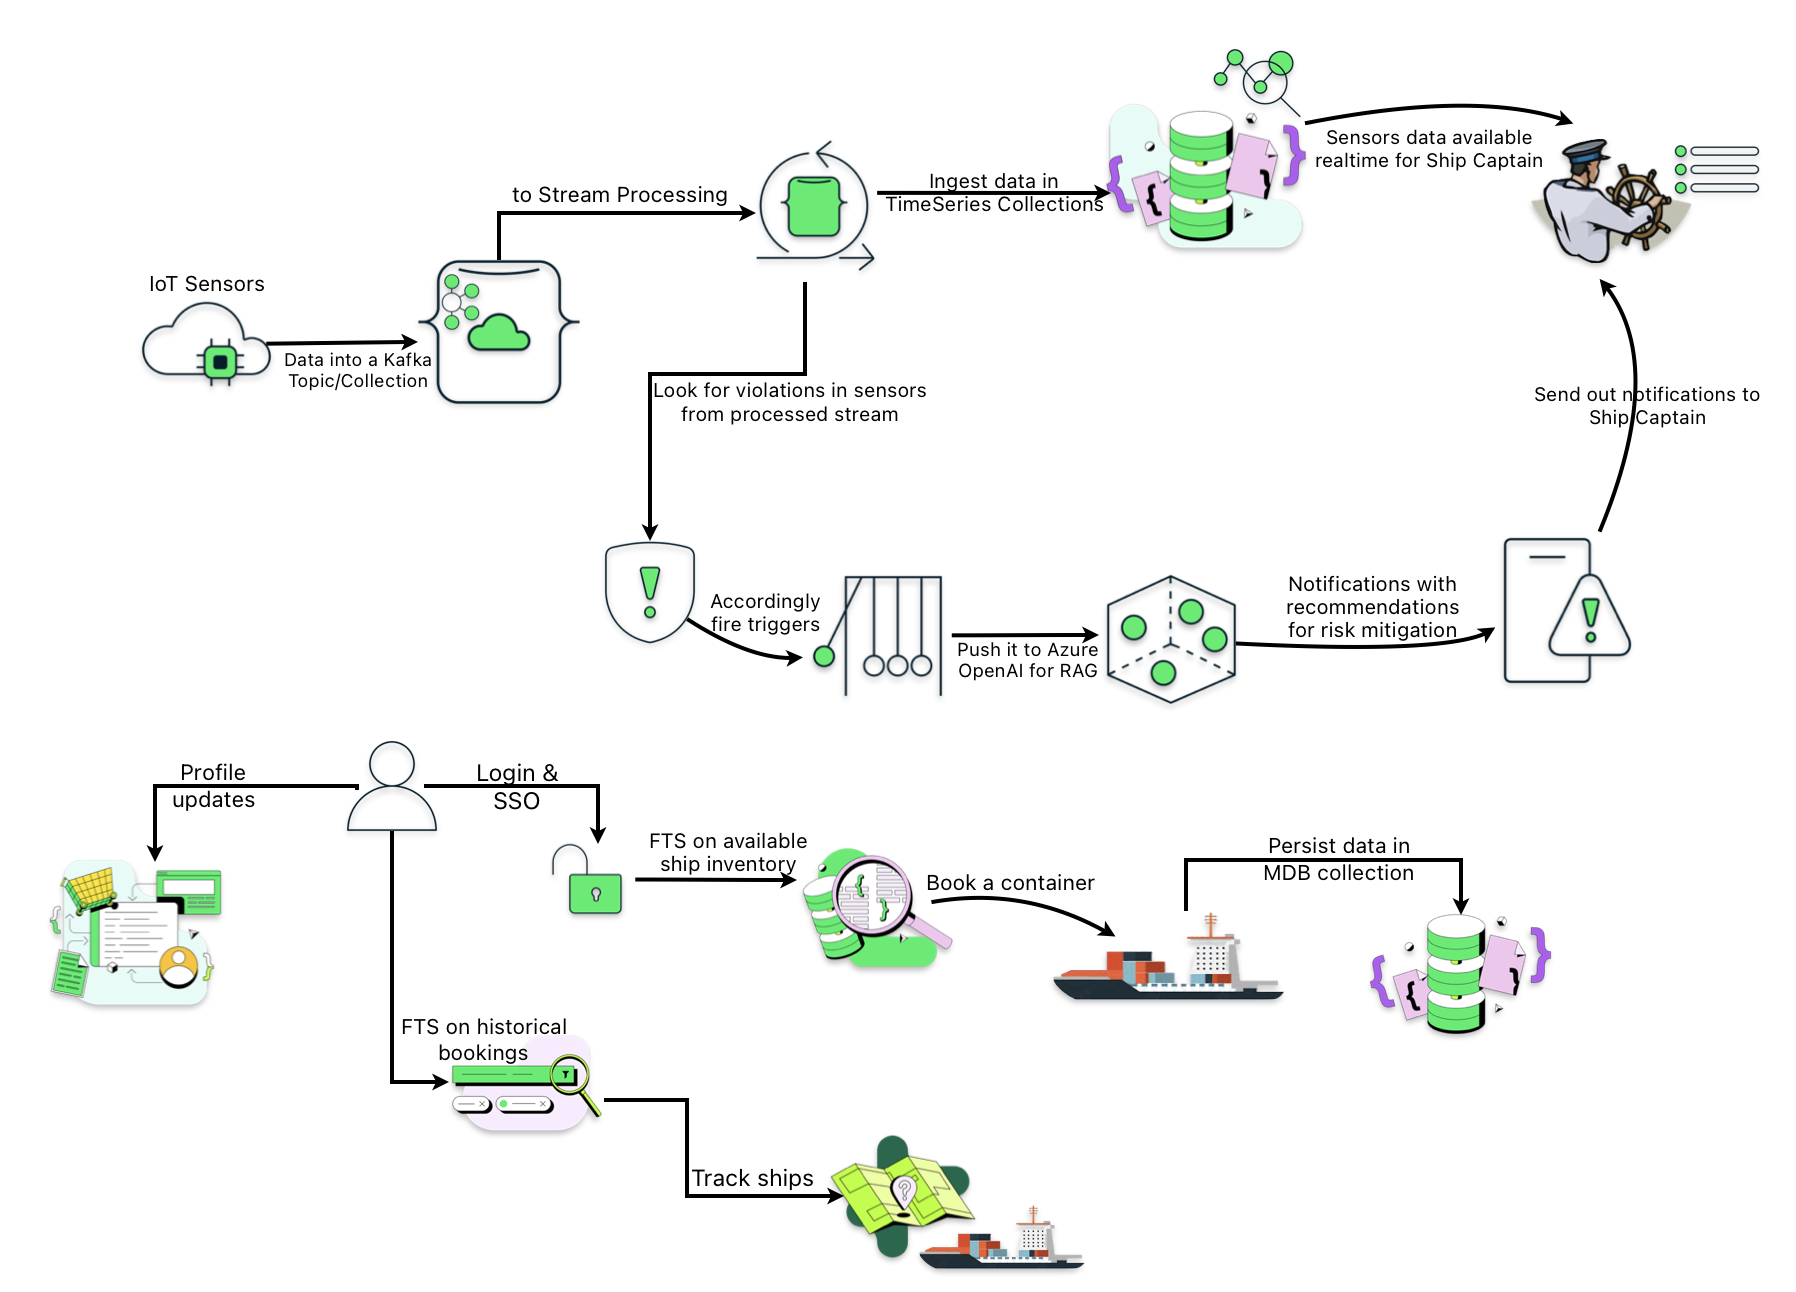 Sensors data available
realtime for Ship Captain
Ingest data in
TimeSeries Collections
to Stream Processing
IoT Sensors
Data into a Kafka
Topic/Collection
Look for violations in sensors
from processed stream
Send out notifications to
Ship Captain
Accordingly
fire triggers
Push it to Azure
OpenAI for RAG
Notifications with
recommendations
for risk mitigation
Profile
updates
Login &
SSO
FTS on available
ship inventory
Book a container
Persist data in
MDB collection
FTS on historical
bookings
Track ships